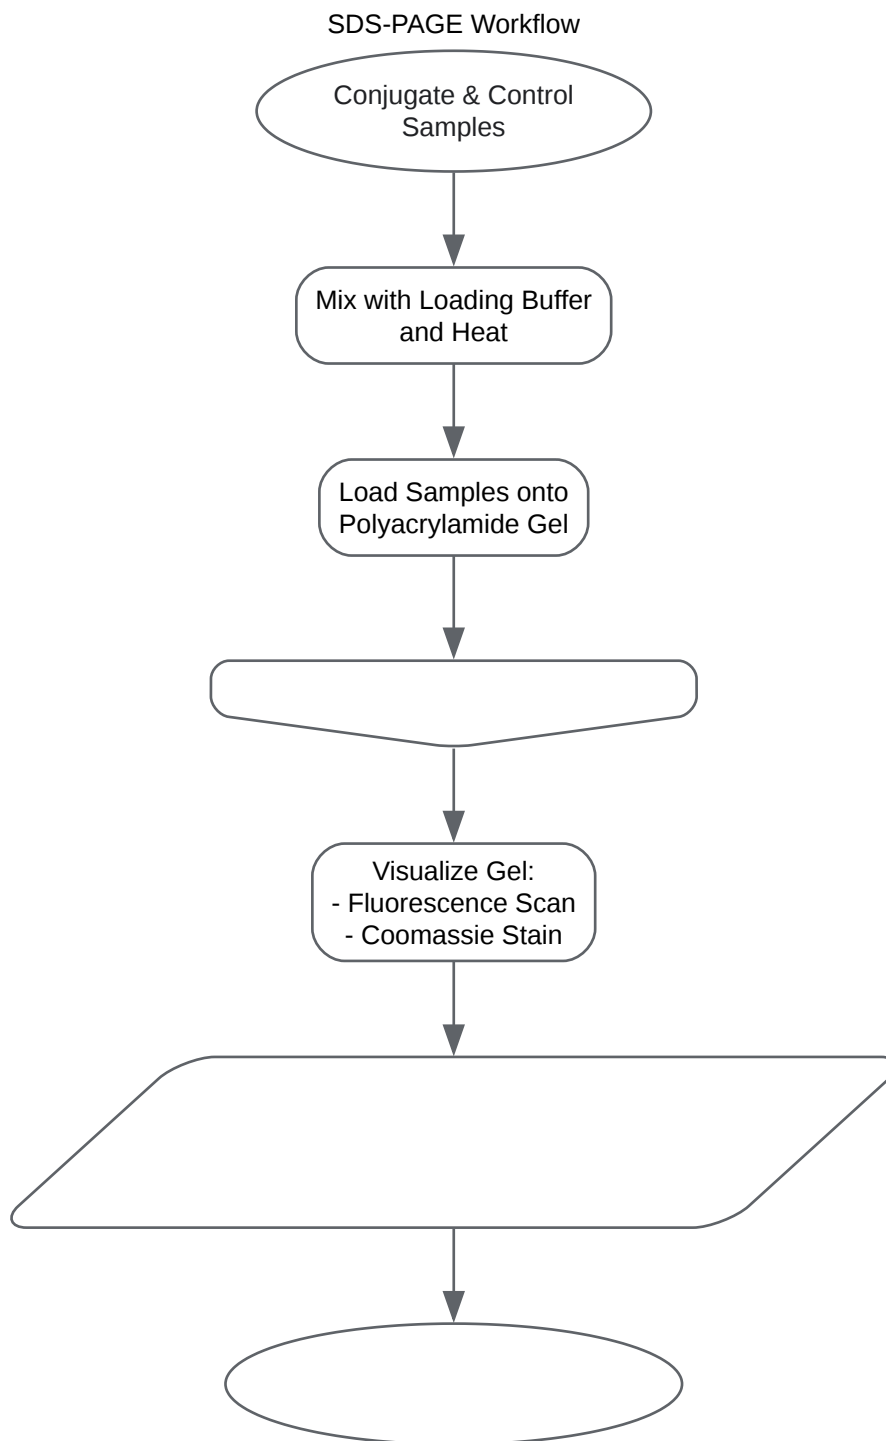 SDS-PAGE Workflow
Conjugate & Control
Samples
Mix with Loading Buffer
and Heat
Load Samples onto
Polyacrylamide Gel
Visualize Gel:
- Fluorescence Scan
- Coomassie Stain